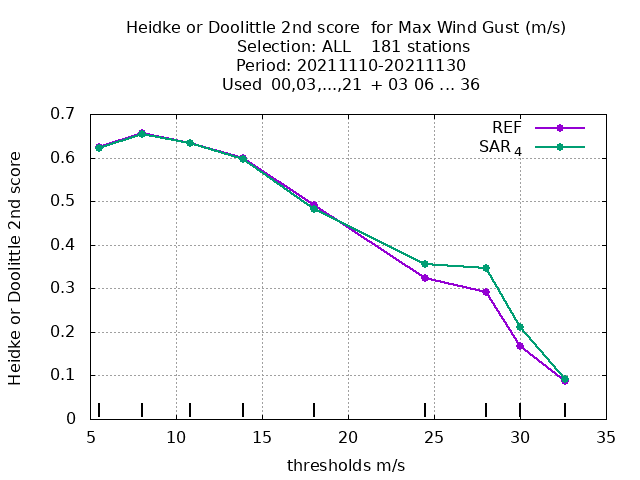 Heidke or Doolittle 2nd score  for Max Wind Gust (m/s)
Selection: ALL    181 stations
Period: 20211110-20211130
Used  00,03,...,21  + 03 06 ... 36
REF
SAR 4
Heidke or Doolittle 2nd score
0.7
0.6
0.5
0.4
0.3
0.2
0.1
0
5 10 15 20 25 30 35
thresholds m/s